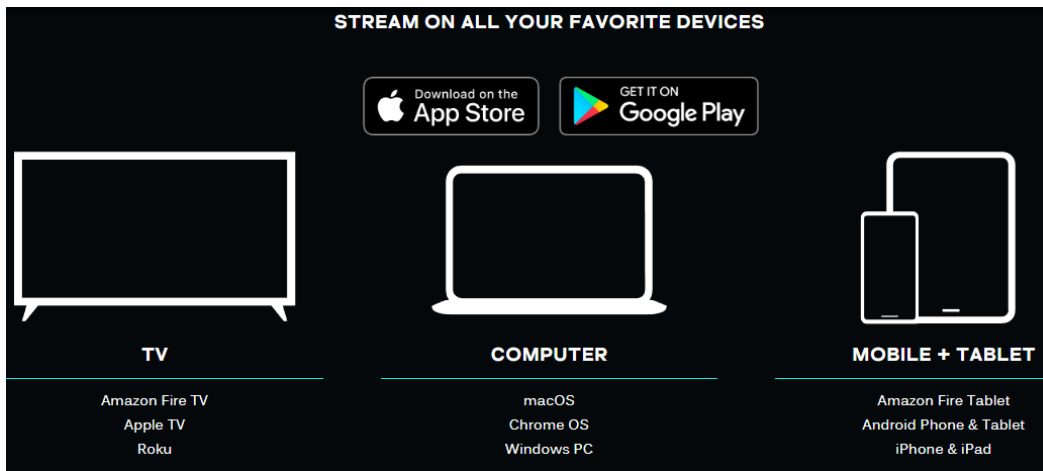 STREAM ON ALL YOUR FAVORITE DEVICES
Download on the
App Store
GET IT ON
Google Play
TV
Amazon Fire TV
Apple TV
Roku
COMPUTER
macOS
Chrome OS
Windows PC
MOBILE + TABLET
Amazon Fire Tablet
Android Phone & Tablet
iPhone & iPad